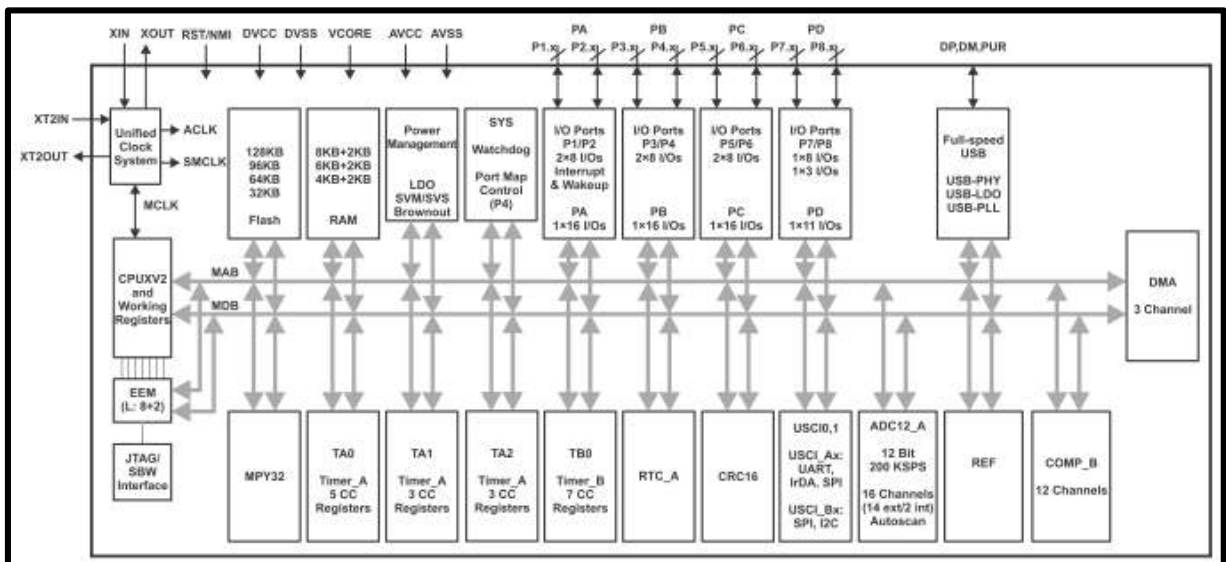 XIN XOUT RST/NMI DVCC DVSS VCORE AVCC AVSS
PA PB PC PD
P1.x P2.x P3.x P4.x P5.x P6.x P7.x P8.x
DP,DM,PUR
XT2IN
XT2OUT
Unified
Clock
System
ACLK
SMCLK
MCLK
128KB
96KB
64KB
32KB
Flash
8KB+2KB
6KB+2KB
4KB+2KB
RAM
Power
Management
LDO
SVM/SVS
Brownout
SYS
Watchdog
Port Map
Control
(P4)
I/O Ports
P1/P2
2×8 I/Os
Interrupt
& Wakeup
PA
1×16 I/Os
I/O Ports
P3/P4
2×8 I/Os
PB
1×16 I/Os
I/O Ports
P5/P6
2×8 I/Os
PC
1×16 I/Os
I/O Ports
P7/P8
1×8 I/Os
1×3 I/Os
PD
1×11 I/Os
Full-speed
USB
USB-PHY
USB-LDO
USB-PLL
CPUXV2
and
Working
Registers
MAB
MDB
DMA
3 Channel
EEM
(L: 8+2)
JTAG/
SBW
Interface
MPY32
TA0
Timer_A
5 CC
Registers
TA1
Timer_A
3 CC
Registers
TA2
Timer_A
3 CC
Registers
TB0
Timer_B
7 CC
Registers
RTC_A
CRC16
USCI0,1
USCI_Ax:
UART,
IrDA, SPI
USCI_Bx:
SPI, I2C
ADC12_A
12 Bit
200 KSPS
16 Channels
(14 ext/2 int)
Autoscan
REF
COMP_B
12 Channels